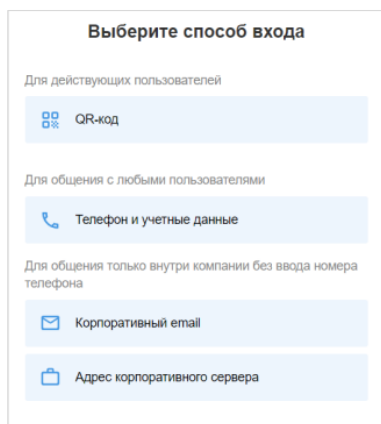 Выберите способ входа
Для действующих пользователей
QR-код
Для общения с любыми пользователями
Телефон и учетные данные
Для общения только внутри компании без ввода номера
телефона
Корпоративный email
Адрес корпоративного сервера